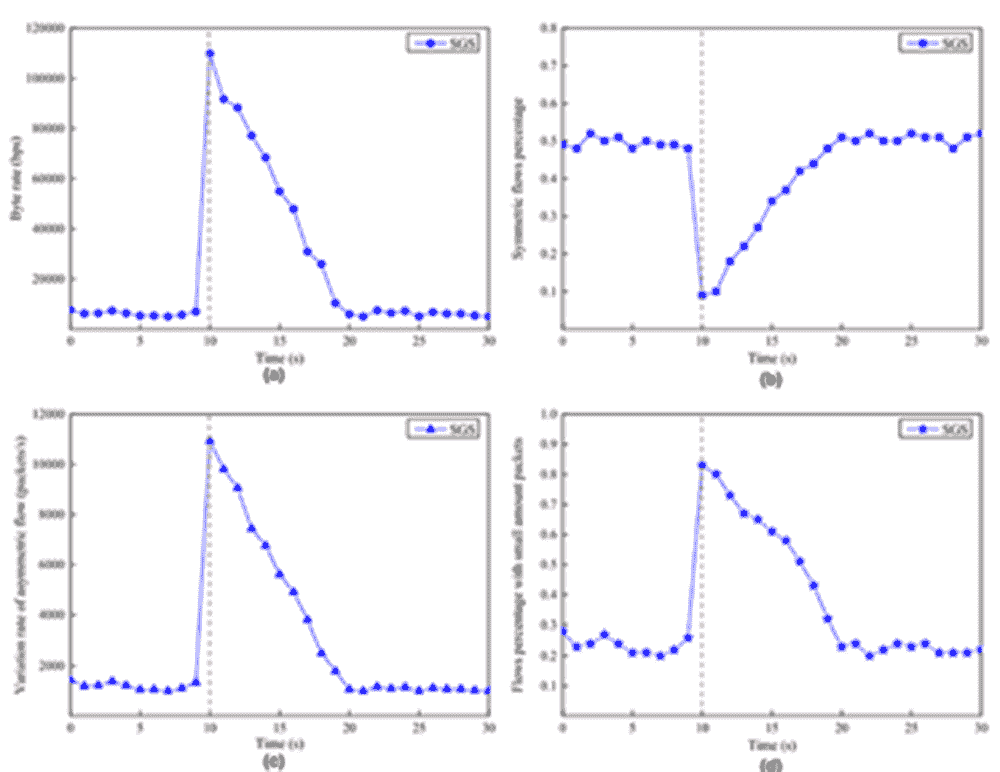 120000
100000
80000
60000
40000
20000
Byte rate (bps)
SGS
0 5 10 15 20 25 30
Time (s)
(a)
0.8
0.7
0.6
0.5
0.4
0.3
0.2
0.1
Symmetric flows percentage
SGS
0 5 10 15 20 25 30
Time (s)
(b)
12000
10000
8000
6000
4000
2000
Variation rate of asymmetric flow (packets/s)
SGS
0 5 10 15 20 25 30
Time (s)
(c)
1.0
0.9
0.8
0.7
0.6
0.5
0.4
0.3
0.2
0.1
Flows percentage with small amount packets
SGS
0 5 10 15 20 25 30
Time (s)
(d)